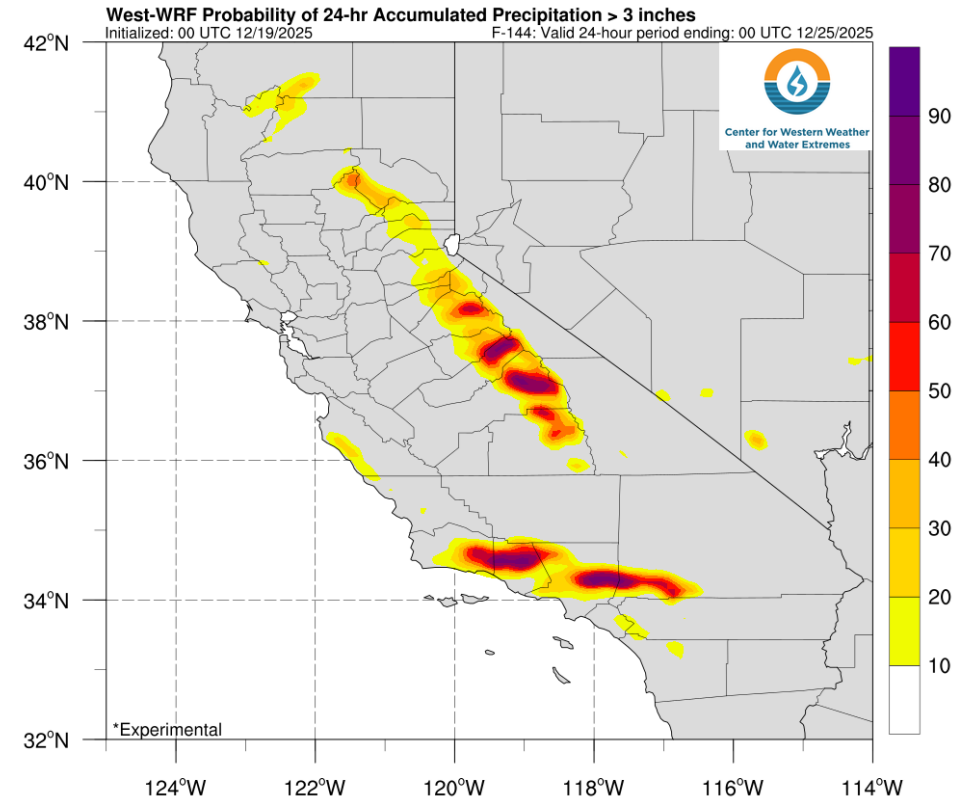 West-WRF Probability of 24-hr Accumulated Precipitation > 3 inches
Initialized: 00 UTC 12/19/2025 F-144: Valid 24-hour period ending: 00 UTC 12/25/2025
42°N
Center for Western Weather
and Water Extremes
90
40°N
80
70
38°N
60
50
36°N
40
30
34°N
20
10
*Experimental
32°N
124°W 122°W 120°W 118°W 116°W 114°W